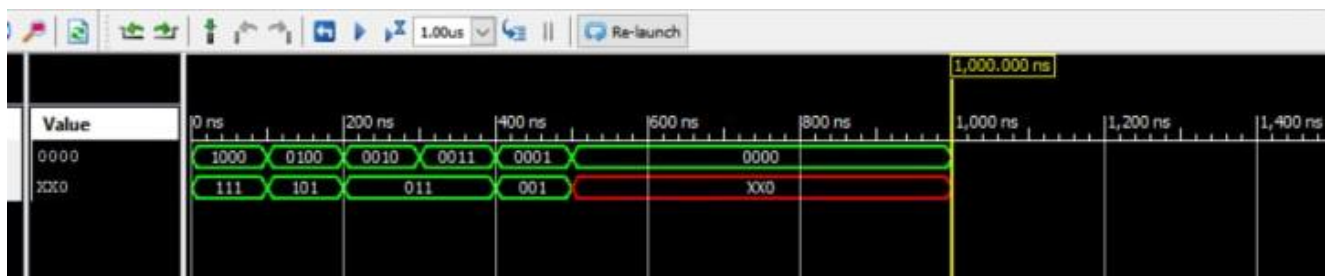 1.00us Re-launch
1,000.000 ns
Value 0 ns 200 ns 400 ns 600 ns 800 ns 1,000 ns 1,200 ns 1,400 ns
0000 1000 0100 0010 0011 0001 0000
XX0 111 101 011 001 XX0